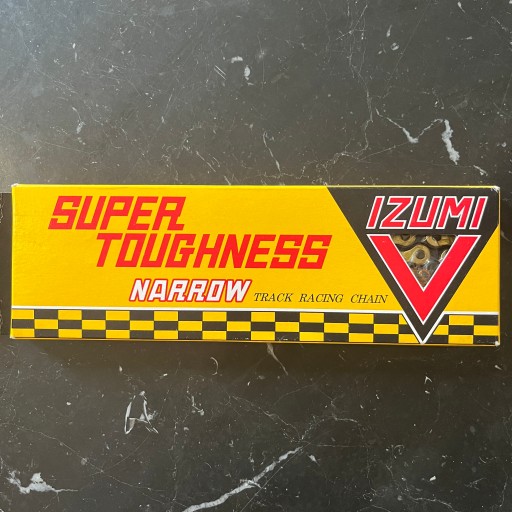 SUPER
TOUGHNESS
NARROW TRACK RACING CHAIN
IZUMI